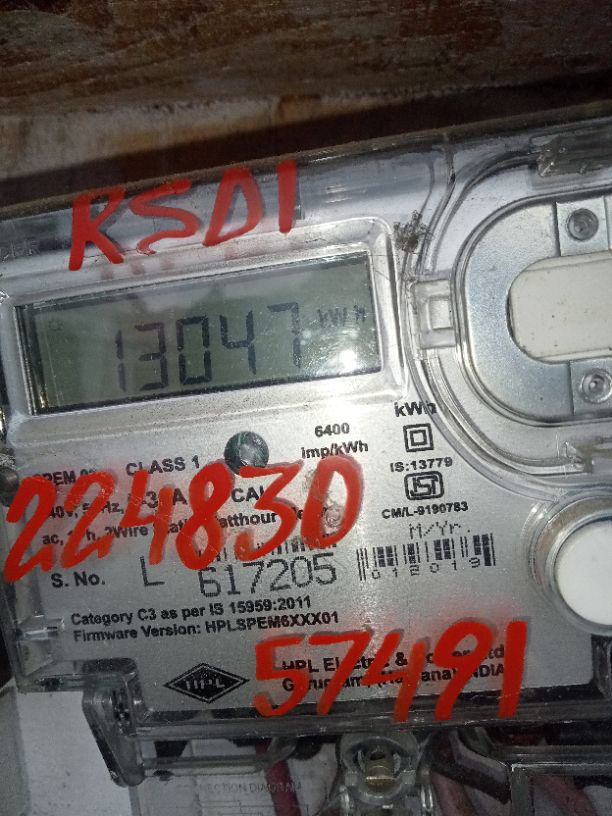 RSD1
13047 kWh
kWh
6400
imp/kWh
CLASS 1
IS:13779
CM/L-9190783
224830
M/Yr.
S. No. L 617205
012019
Category C3 as per IS 15959:2011
Firmware Version: HPLSPEM6XXX01
HPL
57491